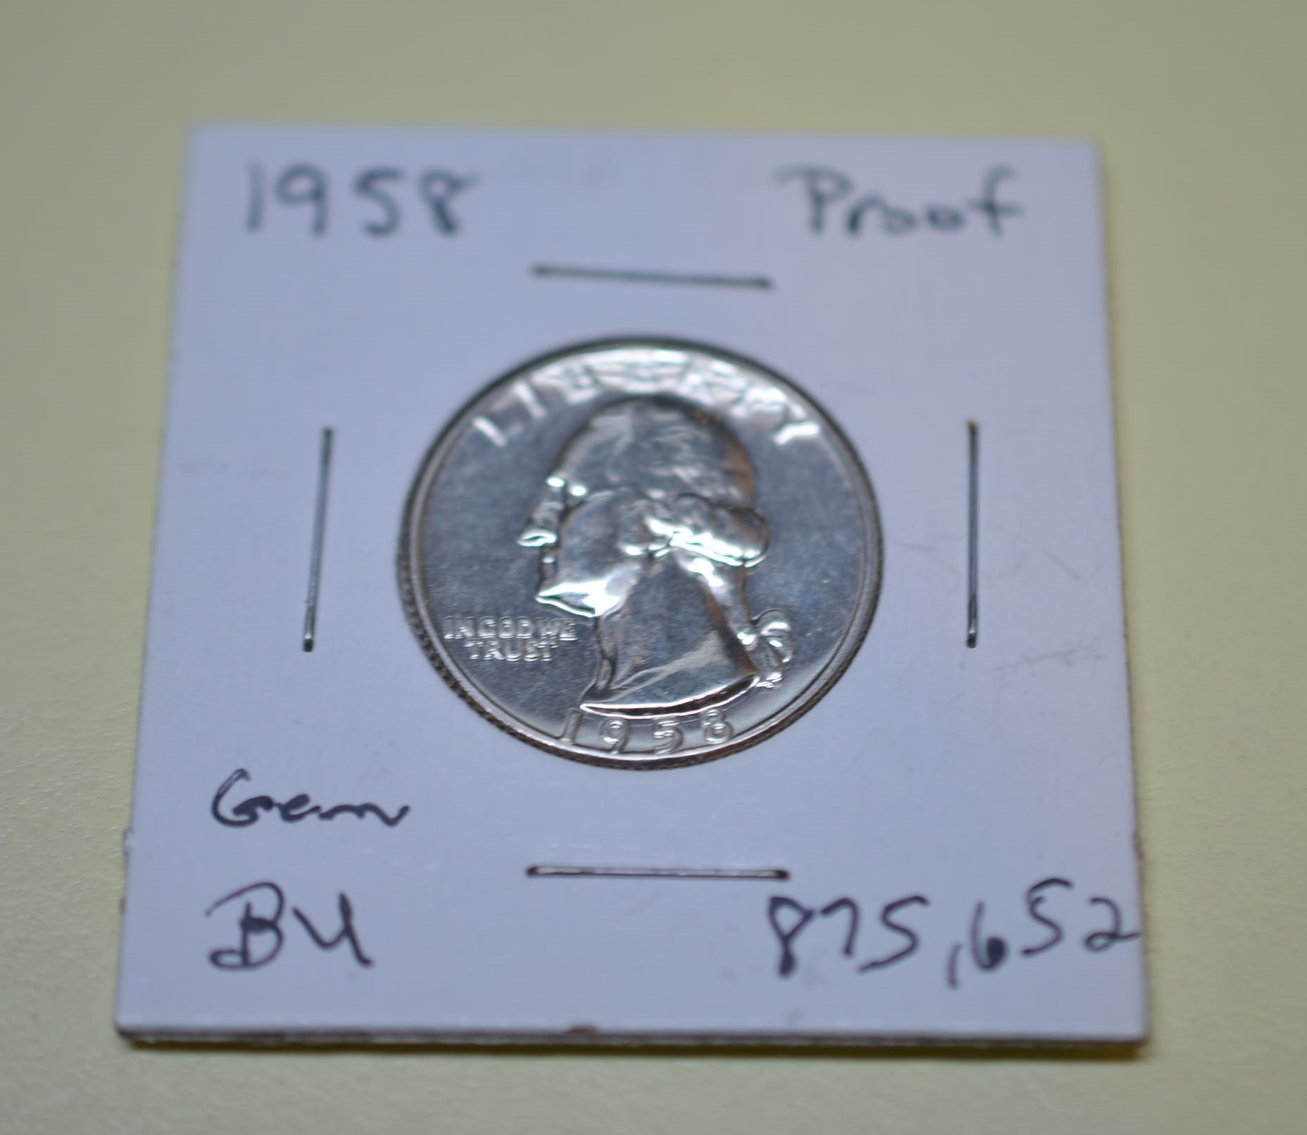 1958 Proof
LIBERTY
IN GOD WE
TRUST
1958
Gem
BU 875,652